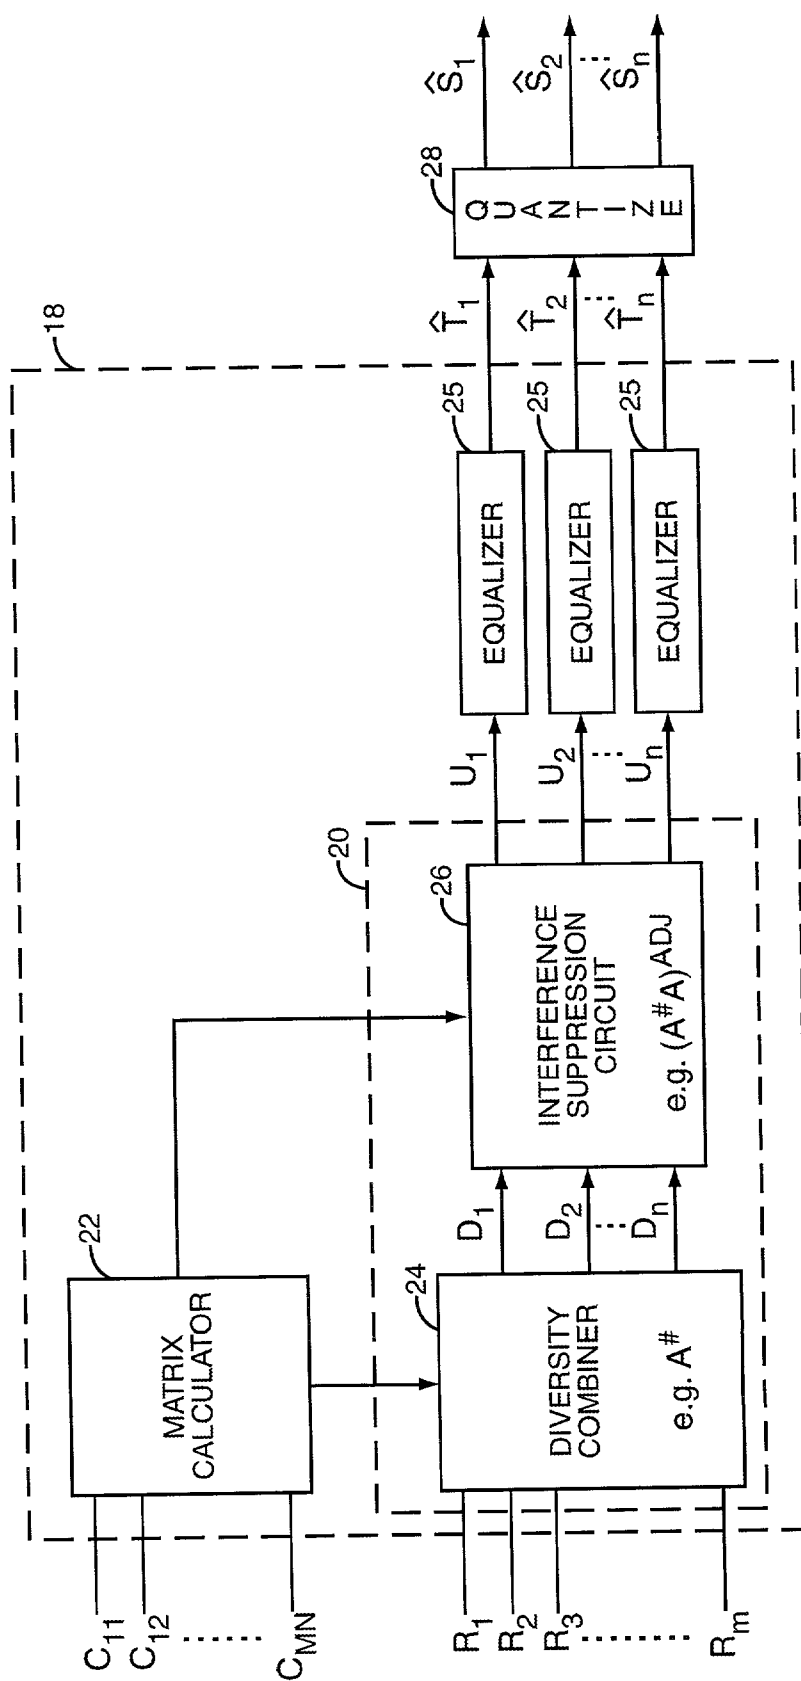 18
C11
C12
CMN
22
MATRIX
CALCULATOR
20
R1
R2
R3
Rm
24
DIVERSITY
COMBINER
e.g. A#
D1
D2
Dn
26
INTERFERENCE
SUPPRESSION
CIRCUIT
e.g. (A#A)ADJ
U1
U2
Un
25
EQUALIZER
25
EQUALIZER
25
EQUALIZER
T̂1
T̂2
T̂n
28
QUANTIZE
Ŝ1
Ŝ2
Ŝn